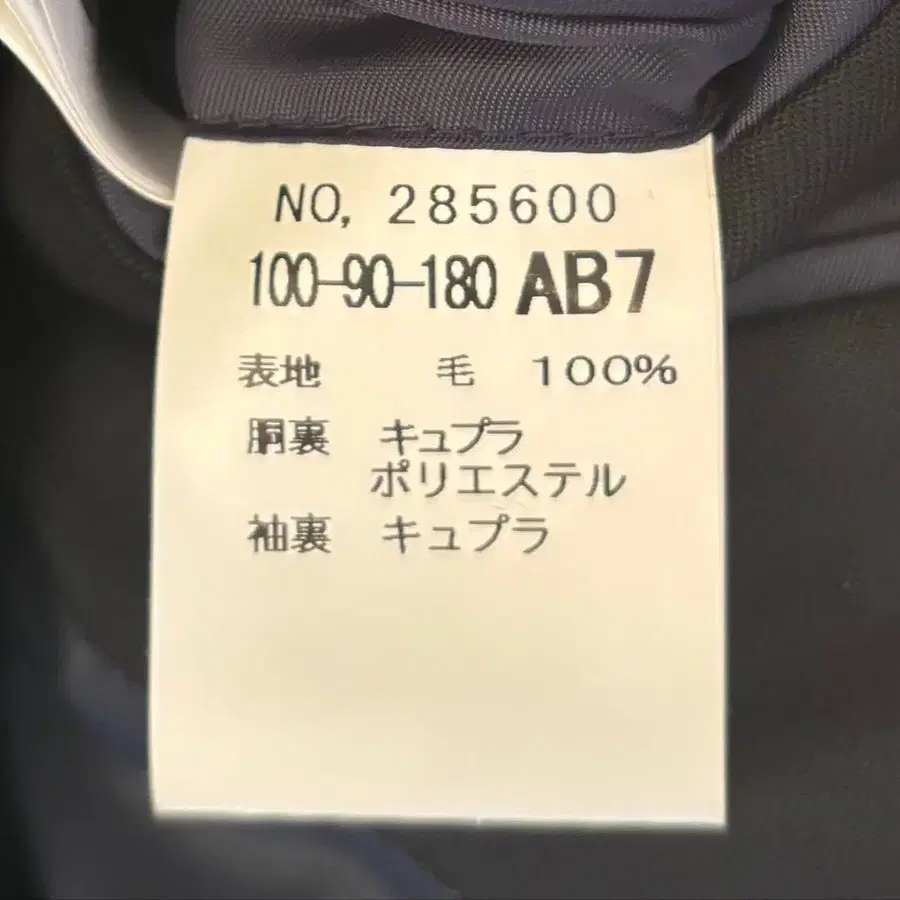 NO, 285600
100-90-180 AB7
表地 毛 100%
胴裏 キュプラ
ポリエステル
袖裏 キュプラ